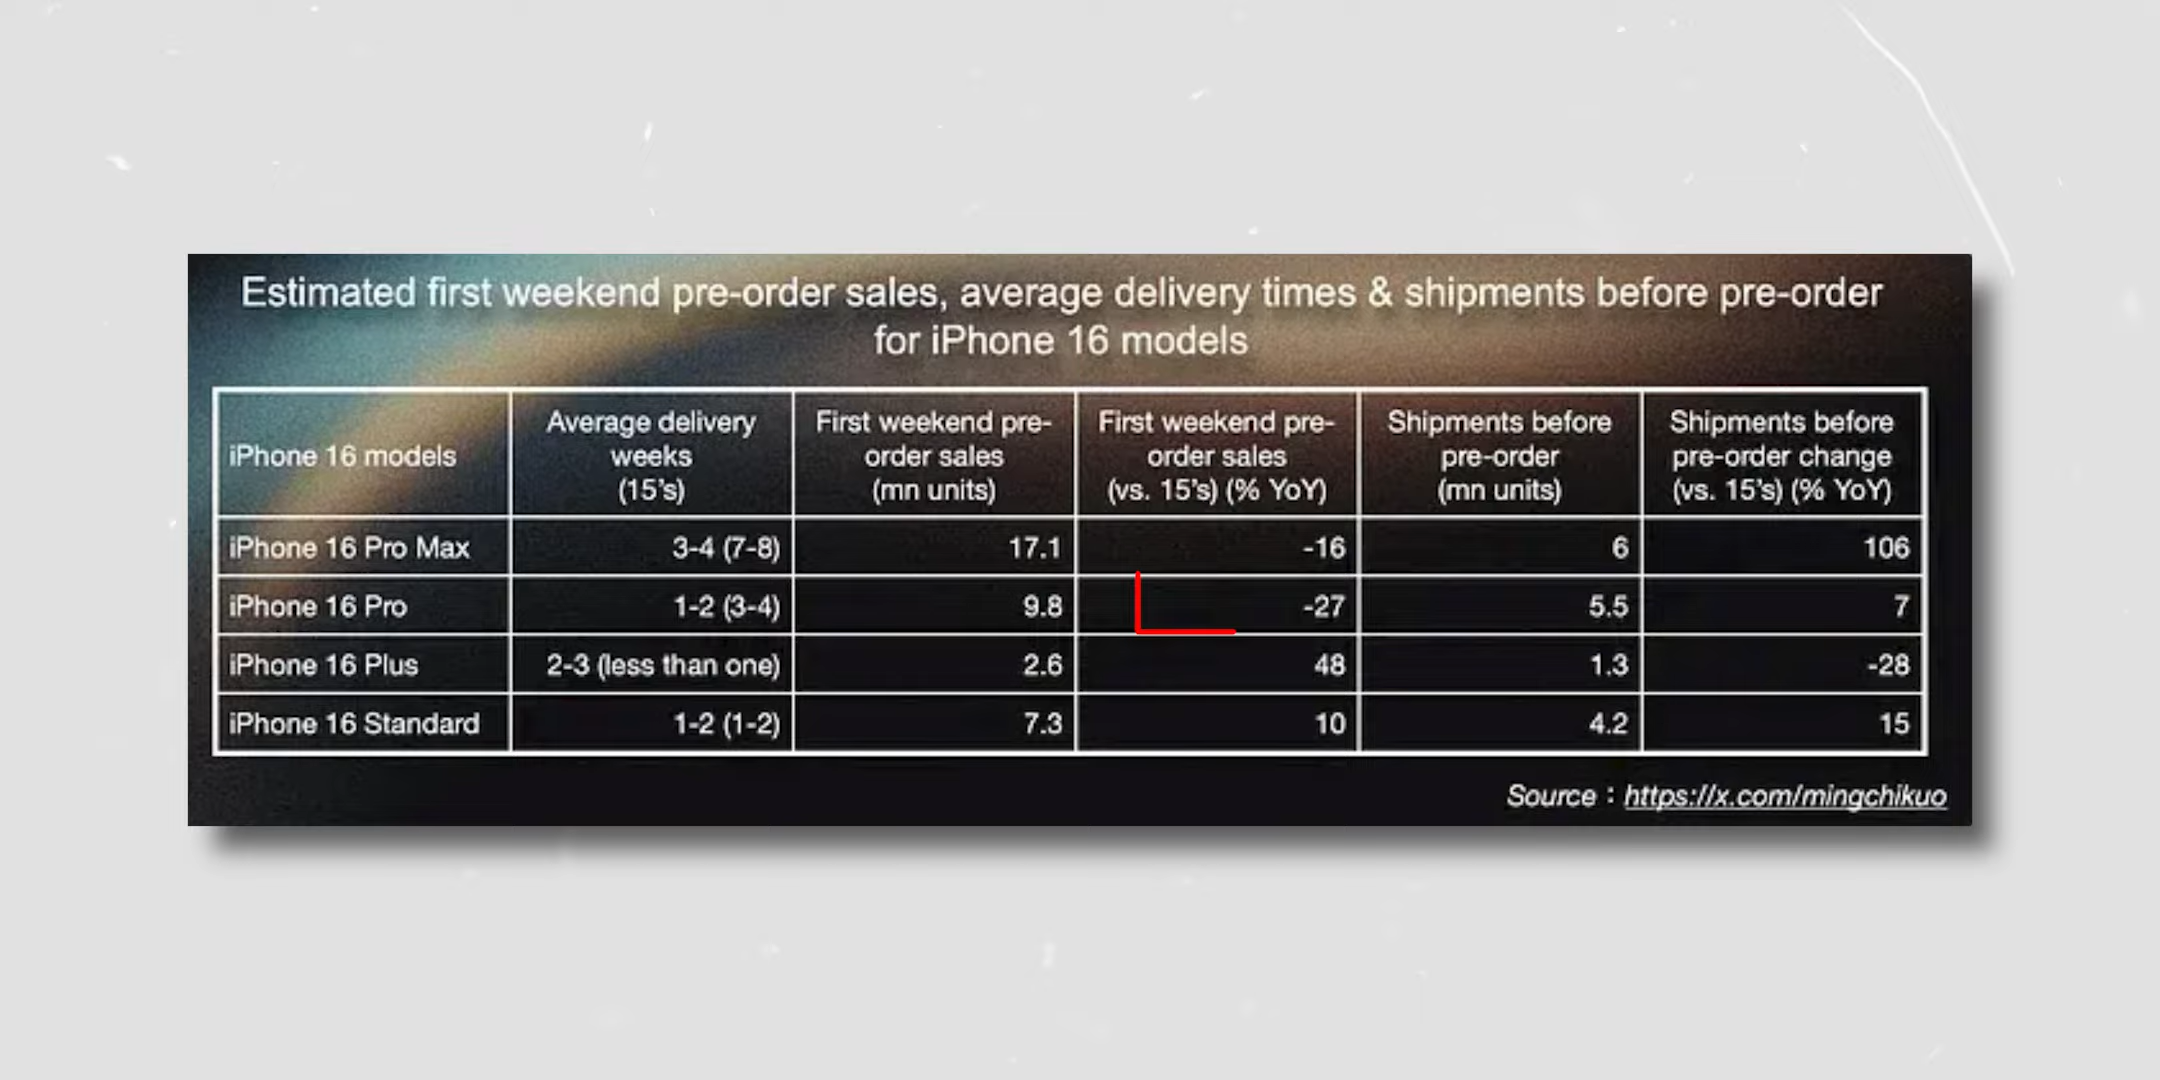 Estimated first weekend pre-order sales, average delivery times & shipments before pre-order
for iPhone 16 models
iPhone 16 models
Average delivery
weeks
(15's)
First weekend pre-
order sales
(mn units)
First weekend pre-
order sales
(vs. 15's) (% YoY)
Shipments before
pre-order
(mn units)
Shipments before
pre-order change
(vs. 15's) (% YoY)
iPhone 16 Pro Max 3-4 (7-8) 17.1 -16 6 106
iPhone 16 Pro 1-2 (3-4) 9.8 -27 5.5 7
iPhone 16 Plus 2-3 (less than one) 2.6 48 1.3 -28
iPhone 16 Standard 1-2 (1-2) 7.3 10 4.2 15
Source：https://x.com/mingchikuo